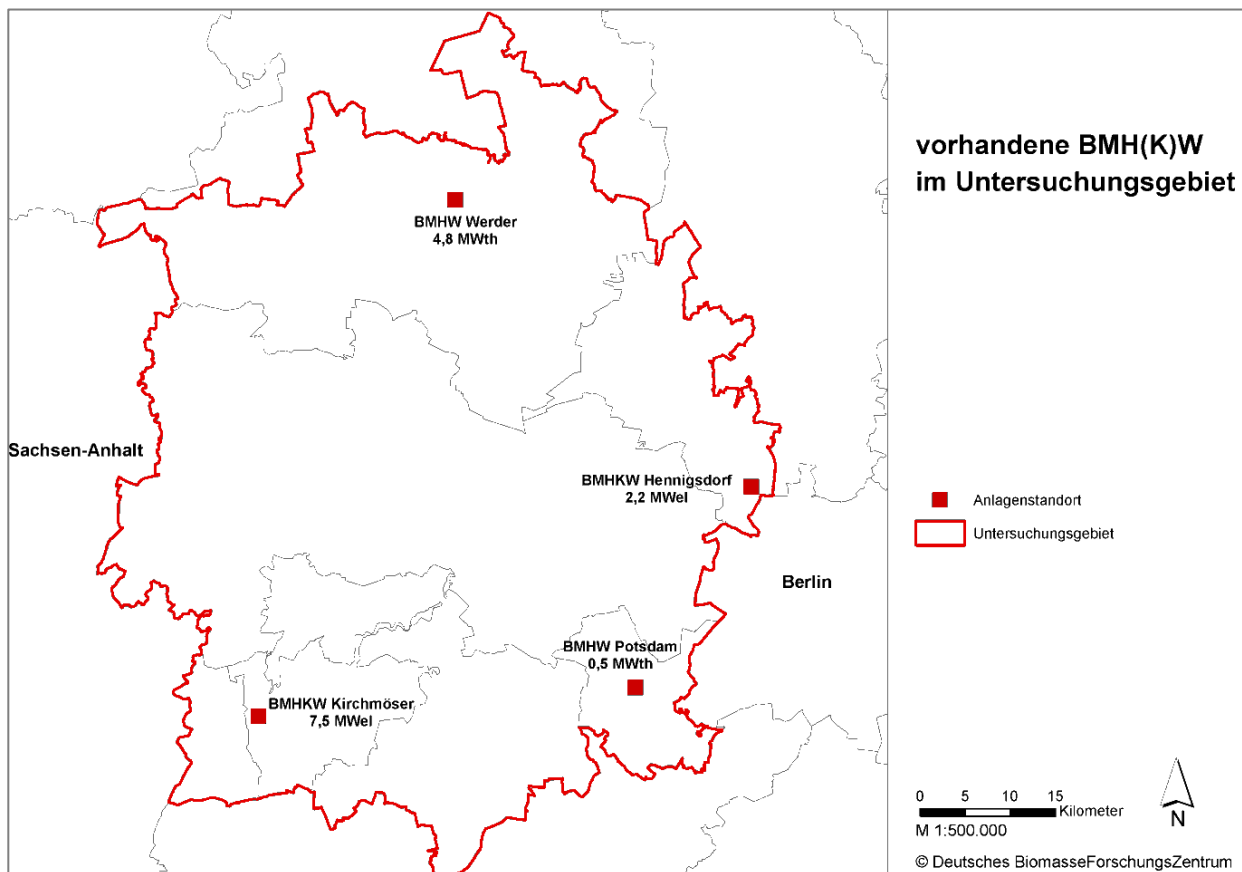 vorhandene BMH(K)W
im Untersuchungsgebiet
BMHW Werder
4,8 MWth
Sachsen-Anhalt
BMHKW Hennigsdorf
2,2 MWel
Berlin
BMHW Potsdam
0,5 MWth
BMHKW Kirchmöser
7,5 MWel
Anlagenstandort
Untersuchungsgebiet
0 5 10 15
Kilometer
M 1:500.000
N
© Deutsches BiomasseForschungsZentrum